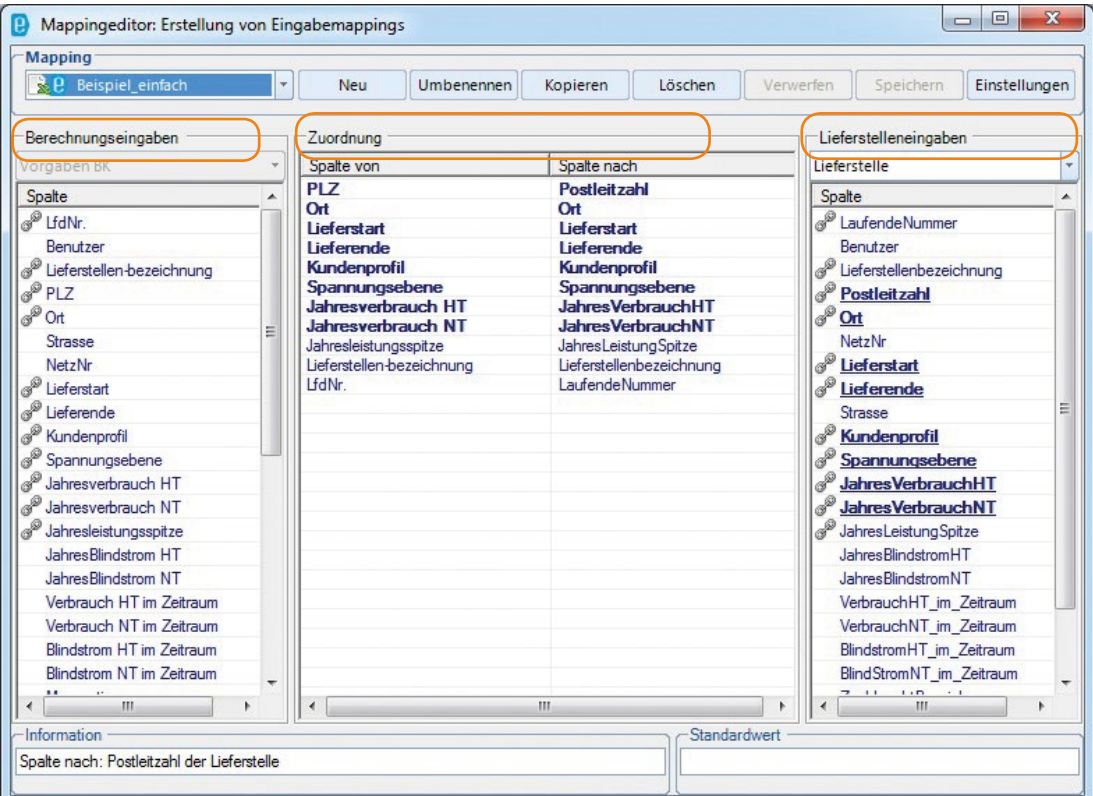 Mappingeditor: Erstellung von Eingabemappings
Mapping
Beispiel_einfach
Neu
Umbenennen
Kopieren
Löschen
Verwerfen
Speichern
Einstellungen
Berechnungseingaben
Vorgaben BK
Spalte
LfdNr.
Benutzer
Lieferstellen-bezeichnung
PLZ
Ort
Strasse
NetzNr
Lieferstart
Lieferende
Kundenprofil
Spannungsebene
Jahresverbrauch HT
Jahresverbrauch NT
Jahresleistungsspitze
JahresBlindstrom HT
JahresBlindstrom NT
Verbrauch HT im Zeitraum
Verbrauch NT im Zeitraum
Blindstrom HT im Zeitraum
Blindstrom NT im Zeitraum
Zuordnung
Spalte von Spalte nach
PLZ Postleitzahl
Ort Ort
Lieferstart Lieferstart
Lieferende Lieferende
Kundenprofil Kundenprofil
Spannungsebene Spannungsebene
Jahresverbrauch HT JahresVerbrauchHT
Jahresverbrauch NT JahresVerbrauchNT
Jahresleistungsspitze JahresLeistungSpitze
Lieferstellen-bezeichnung Lieferstellenbezeichnung
LfdNr. LaufendeNummer
Lieferstelleneingaben
Lieferstelle
Spalte
LaufendeNummer
Benutzer
Lieferstellenbezeichnung
Postleitzahl
Ort
NetzNr
Lieferstart
Lieferende
Strasse
Kundenprofil
Spannungsebene
JahresVerbrauchHT
JahresVerbrauchNT
JahresLeistungSpitze
JahresBlindstromHT
JahresBlindstromNT
VerbrauchHT_im_Zeitraum
VerbrauchNT_im_Zeitraum
BlindstromHT_im_Zeitraum
BlindStromNT_im_Zeitraum
Information
Spalte nach: Postleitzahl der Lieferstelle
Standardwert